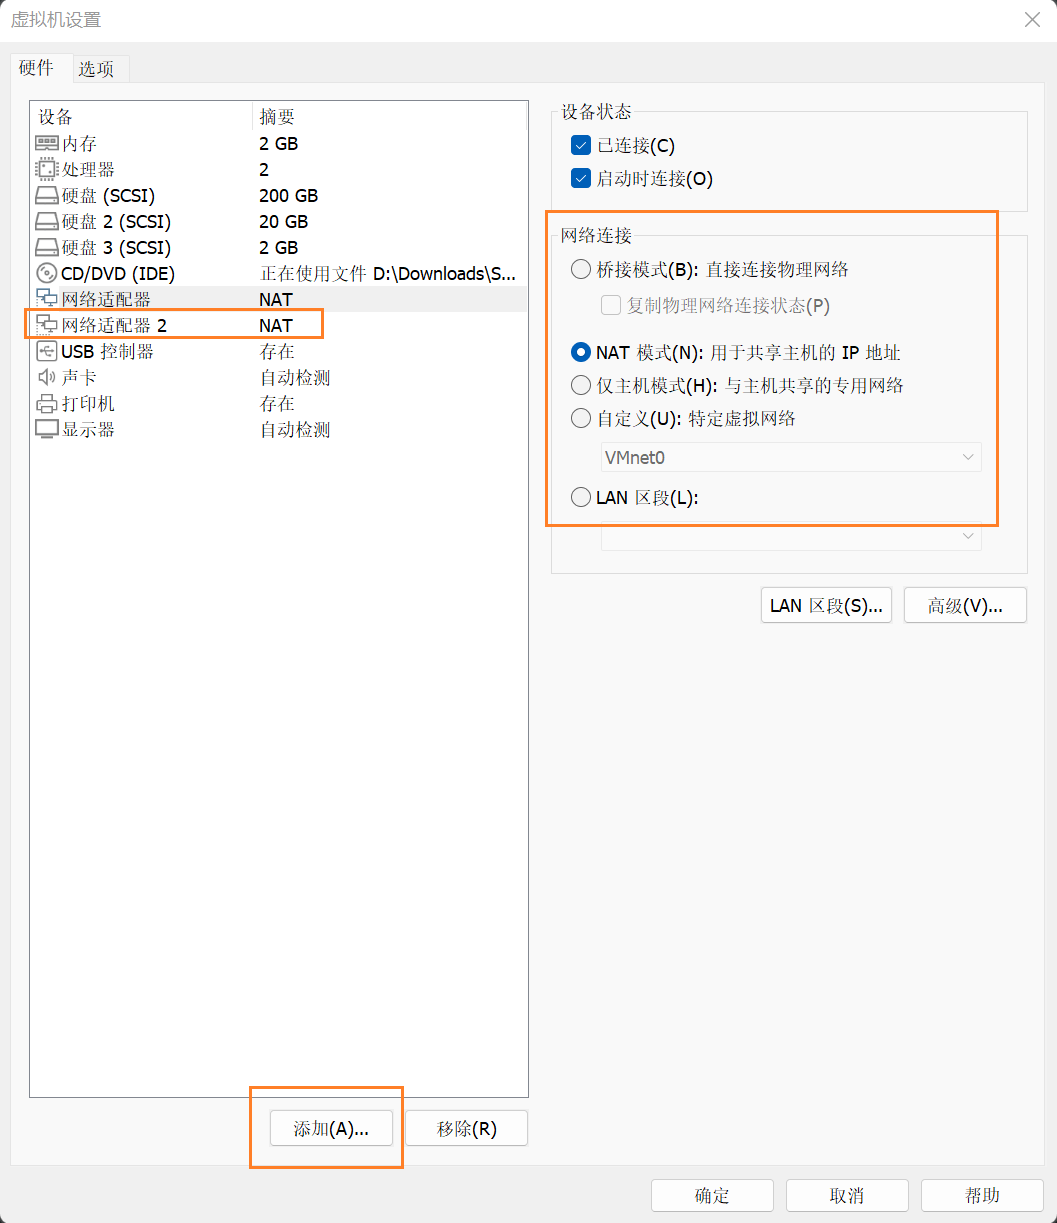 虚拟机设置
硬件 选项
设备 摘要
内存 2 GB
处理器 2
硬盘 (SCSI) 200 GB
硬盘 2 (SCSI) 20 GB
硬盘 3 (SCSI) 2 GB
CD/DVD (IDE) 正在使用文件 D:\Downloads\S...
网络适配器 NAT
网络适配器 2 NAT
USB 控制器 存在
声卡 自动检测
打印机 存在
显示器 自动检测
添加(A)... 移除(R)
设备状态
已连接(C)
启动时连接(O)
网络连接
桥接模式(B): 直接连接物理网络
复制物理网络连接状态(P)
NAT 模式(N): 用于共享主机的 IP 地址
仅主机模式(H): 与主机共享的专用网络
自定义(U): 特定虚拟网络
VMnet0
LAN 区段(L):
LAN 区段(S)... 高级(V)...
确定 取消 帮助